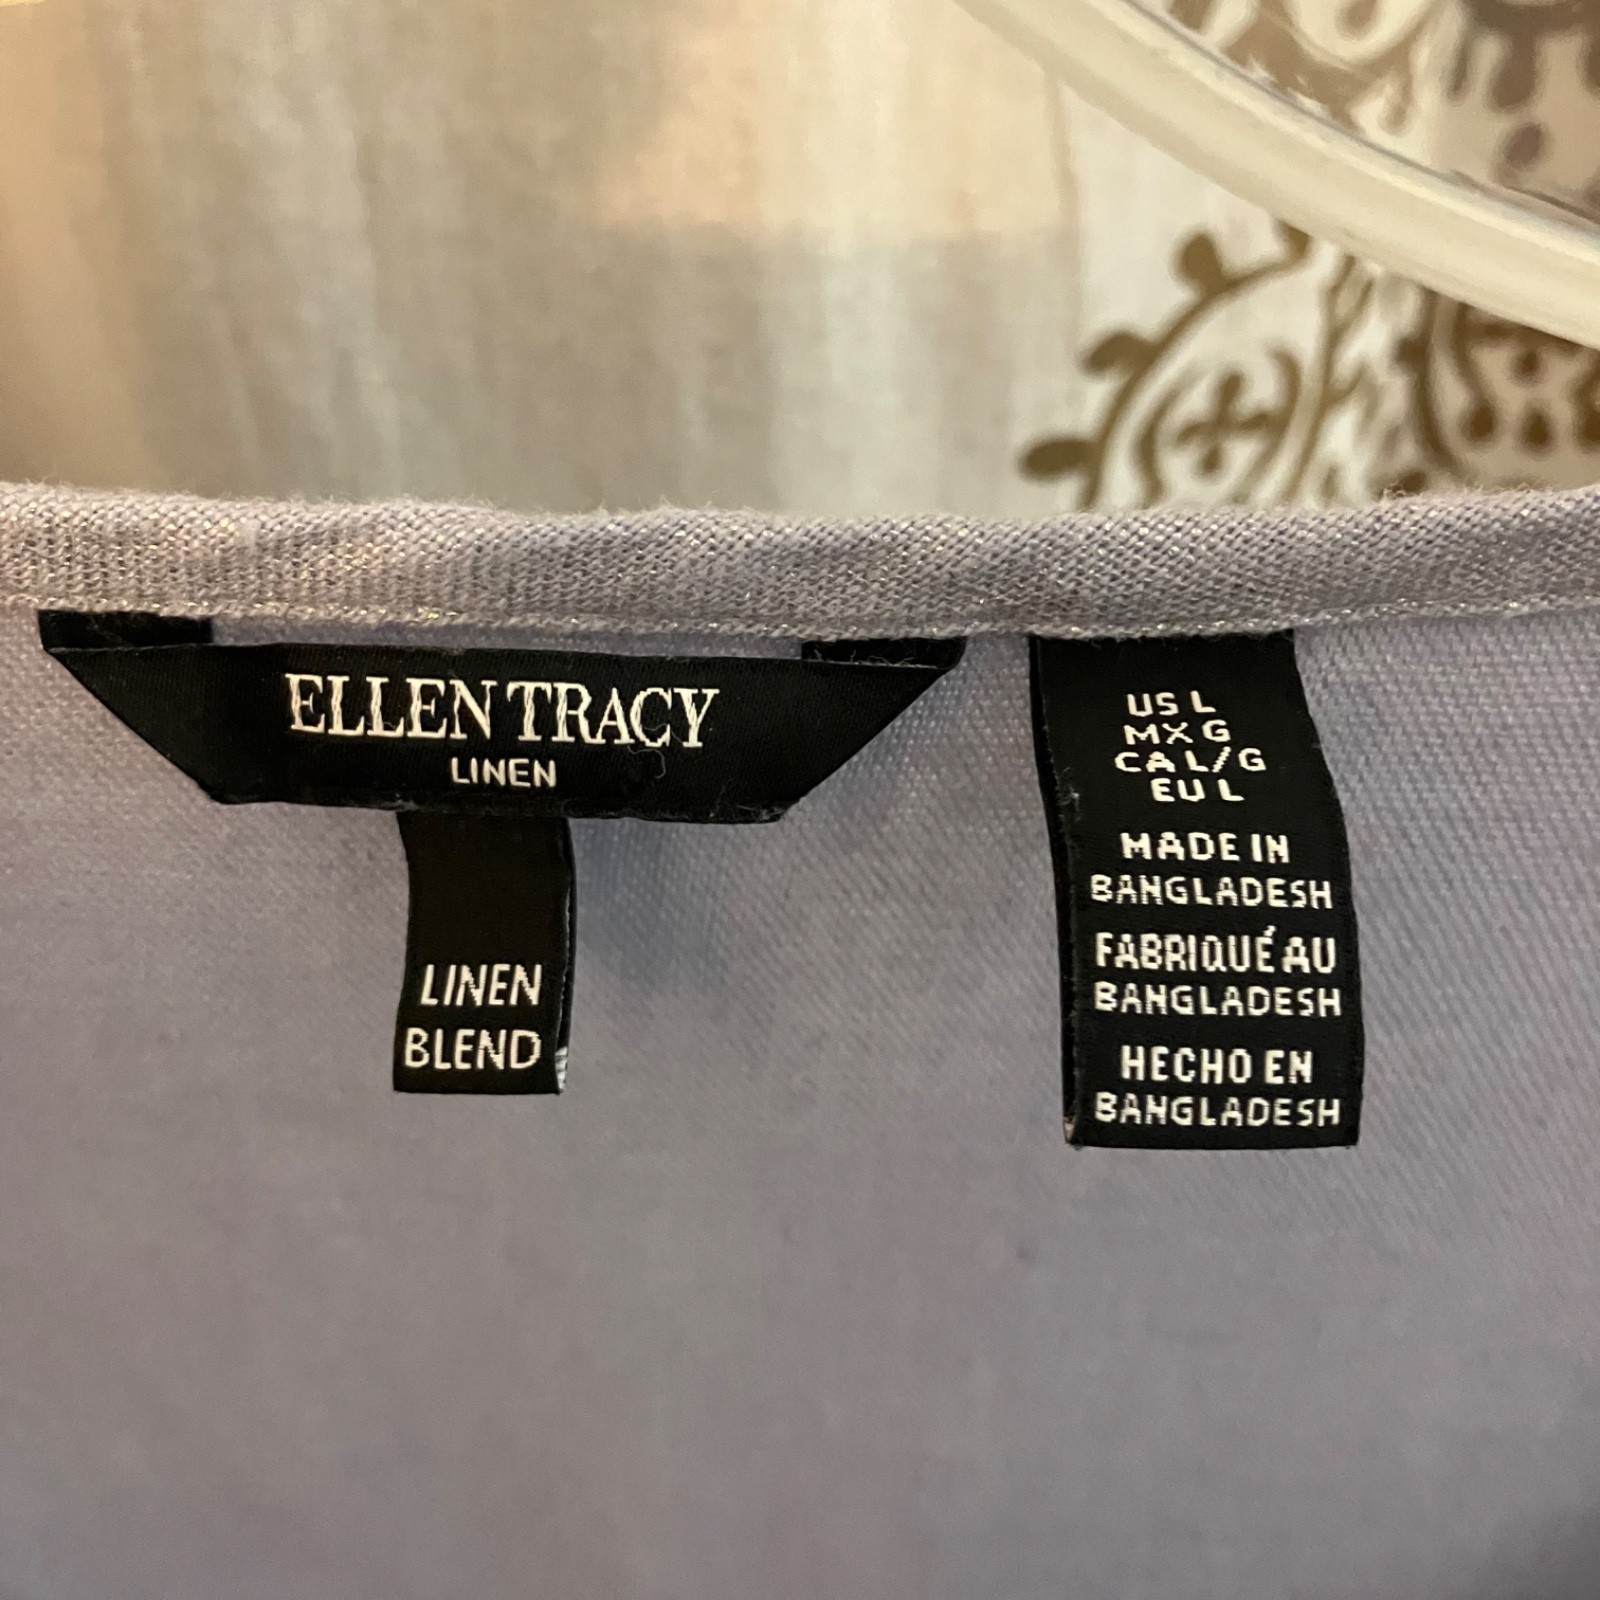 ELLEN TRACY
LINEN
LINEN
BLEND
US L
MX G
CA L/G
EU L
MADE IN
BANGLADESH
FABRIQUÉ AU
BANGLADESH
HECHO EN
BANGLADESH